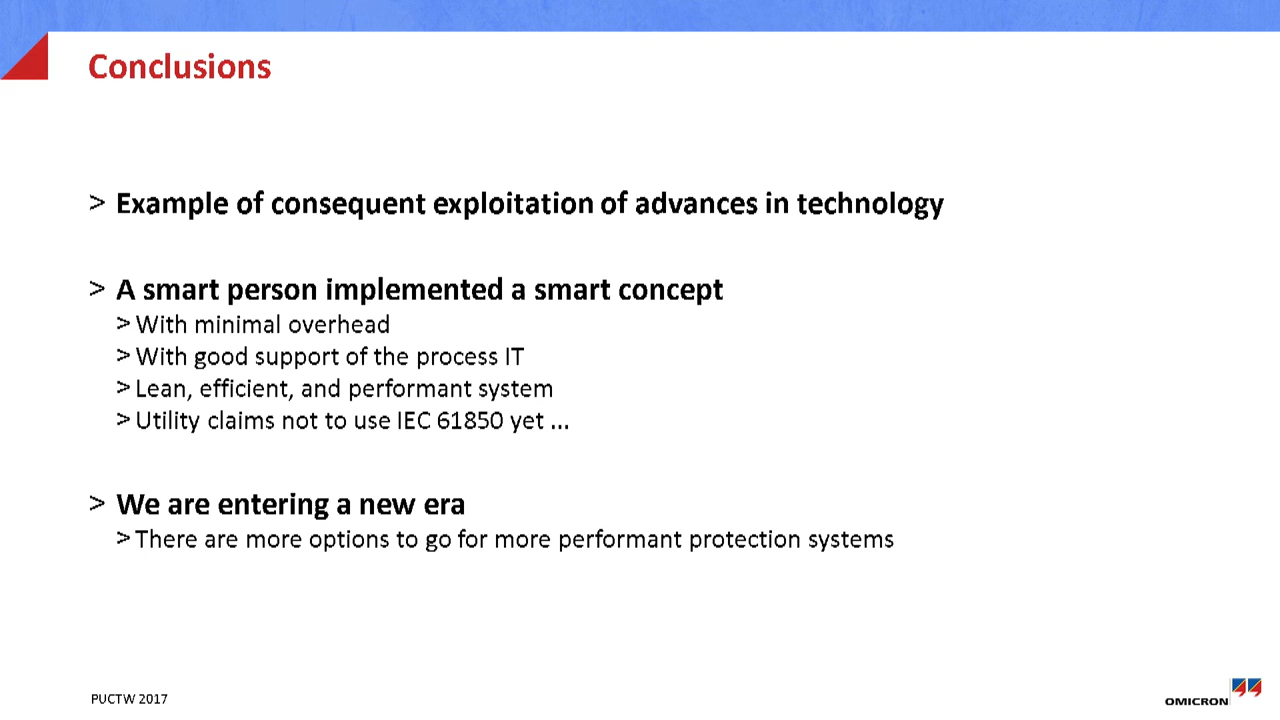 Conclusions
> Example of consequent exploitation of advances in technology
> A smart person implemented a smart concept
> With minimal overhead
> With good support of the process IT
> Lean, efficient, and performant system
> Utility claims not to use IEC 61850 yet ...
> We are entering a new era
> There are more options to go for more performant protection systems
PUCTW 2017
OMICRON